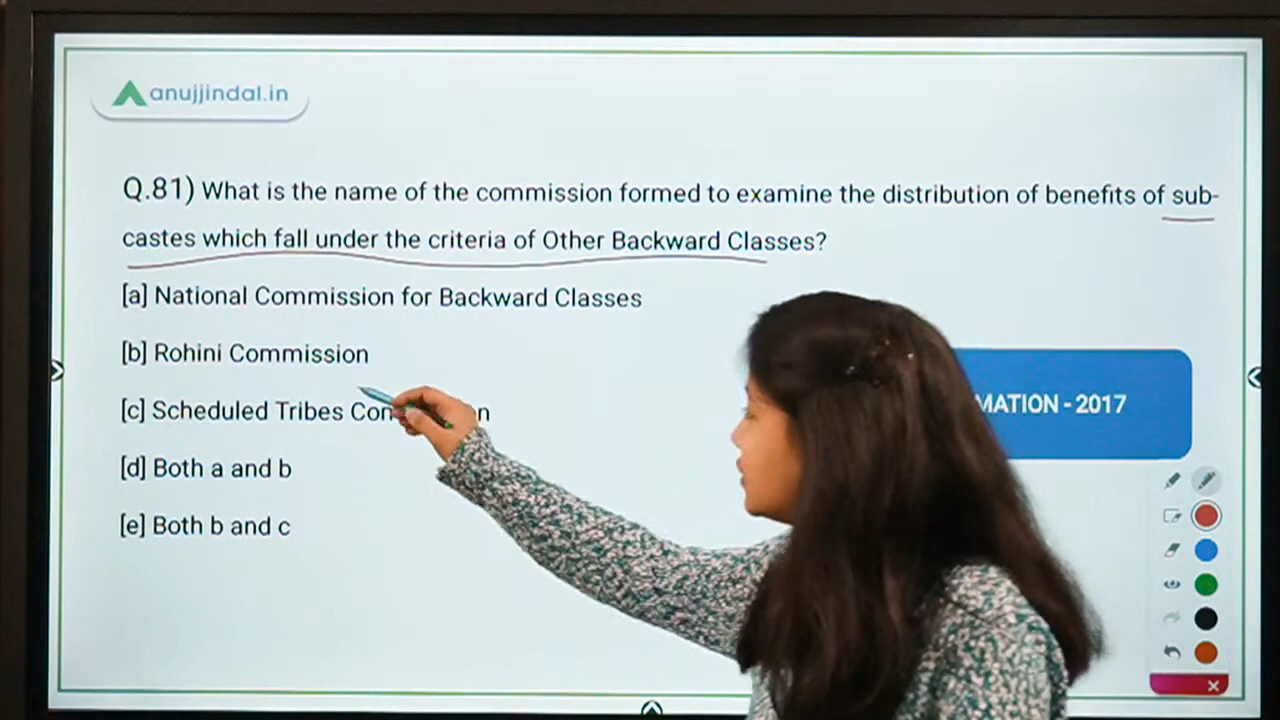 anujjindal.in
Q.81) What is the name of the commission formed to examine the distribution of benefits of sub-
castes which fall under the criteria of Other Backward Classes?
[a] National Commission for Backward Classes
[b] Rohini Commission
[c] Scheduled Tribes
MATION - 2017
[d] Both a and b
[e] Both b and c